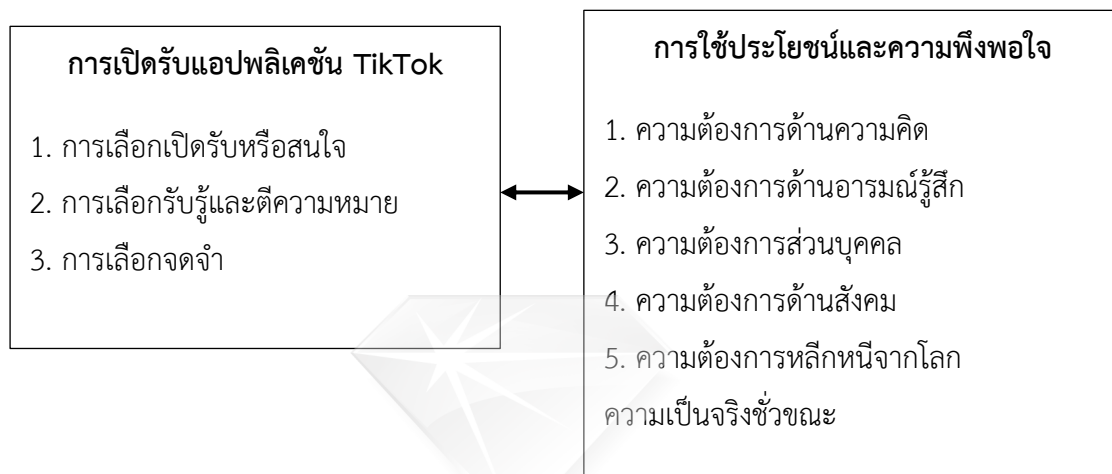 การเปิดรับแอปพลิเคชัน TikTok
1. การเลือกเปิดรับหรือสนใจ
2. การเลือกรับรู้และตีความหมาย
3. การเลือกจดจำ
การใช้ประโยชน์และความพึงพอใจ
1. ความต้องการด้านความคิด
2. ความต้องการด้านอารมณ์รู้สึก
3. ความต้องการส่วนบุคคล
4. ความต้องการด้านสังคม
5. ความต้องการหลีกหนีจากโลก
ความเป็นจริงชั่วขณะ